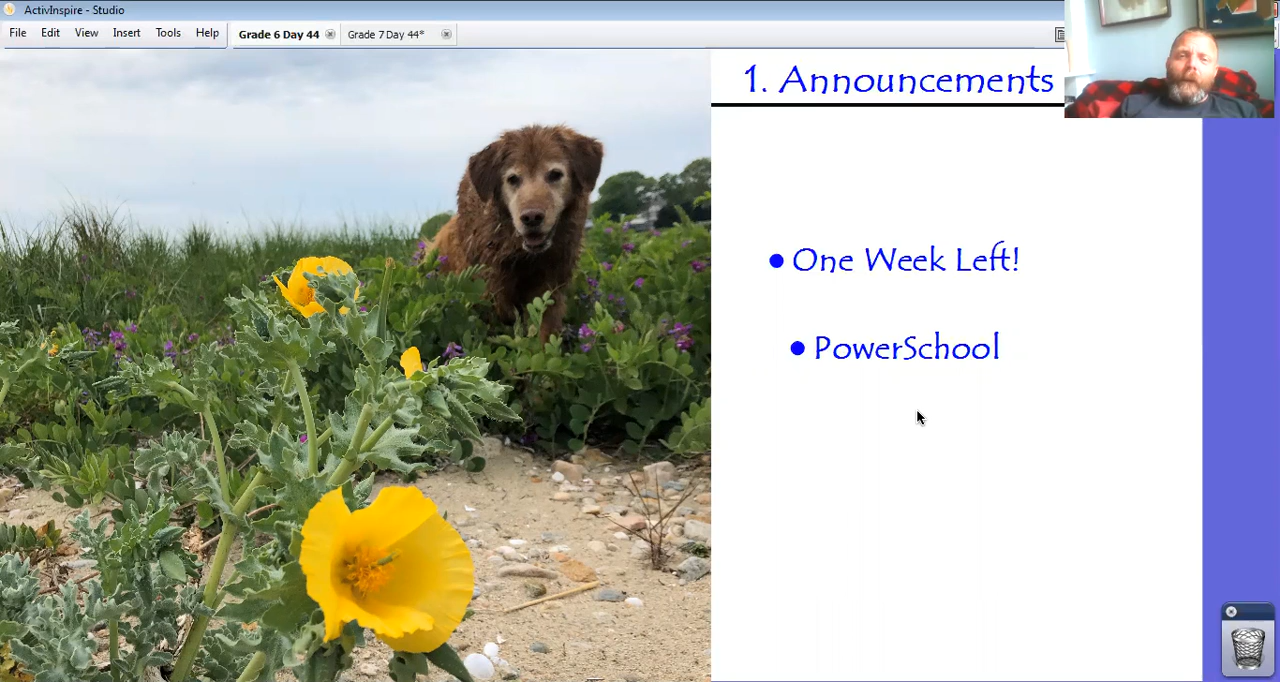 ActivInspire - Studio
File Edit View Insert Tools Help
Grade 6 Day 44 Grade 7 Day 44*
1. Announcements
• One Week Left!
• PowerSchool